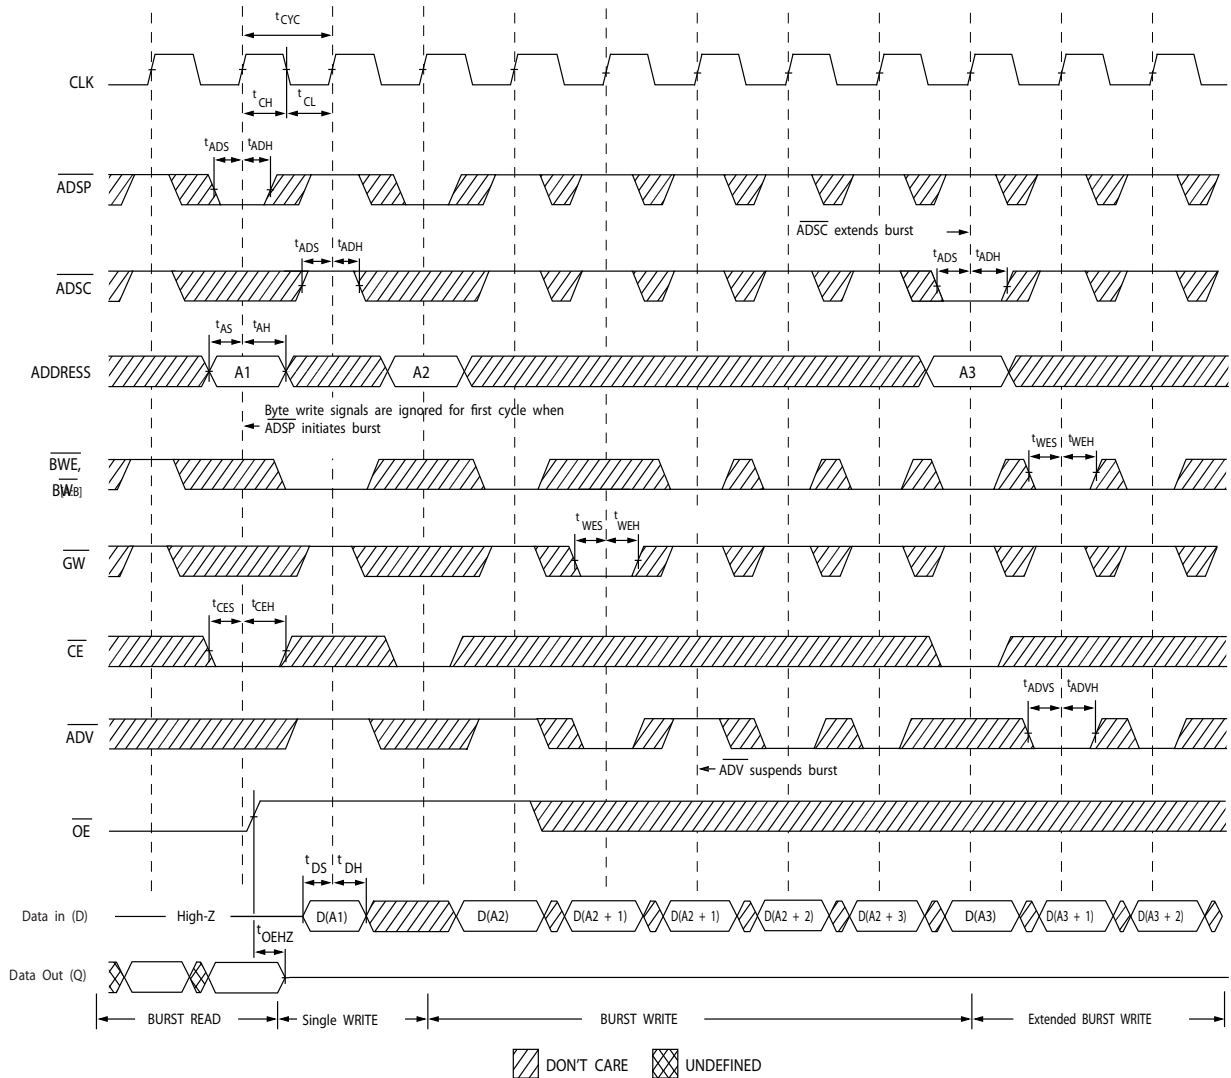 tCYC
CLK
tCH tCL
tADS tADH
ADSP
ADSC extends burst
tADS tADH tADS tADH
ADSC
tAS tAH
ADDRESS A1 A2 A3
Byte write signals are ignored for first cycle when
ADSP initiates burst
tWES tWEH
BWE,
BW[A:B]
tWES tWEH
GW
tCES tCEH
CE
tADVS tADVH
ADV
ADV suspends burst
OE
tDS tDH
Data in (D) High-Z D(A1) D(A2) D(A2 + 1) D(A2 + 1) D(A2 + 2) D(A2 + 3) D(A3) D(A3 + 1) D(A3 + 2)
tOEHZ
Data Out (Q)
BURST READ Single WRITE BURST WRITE Extended BURST WRITE
DON'T CARE UNDEFINED